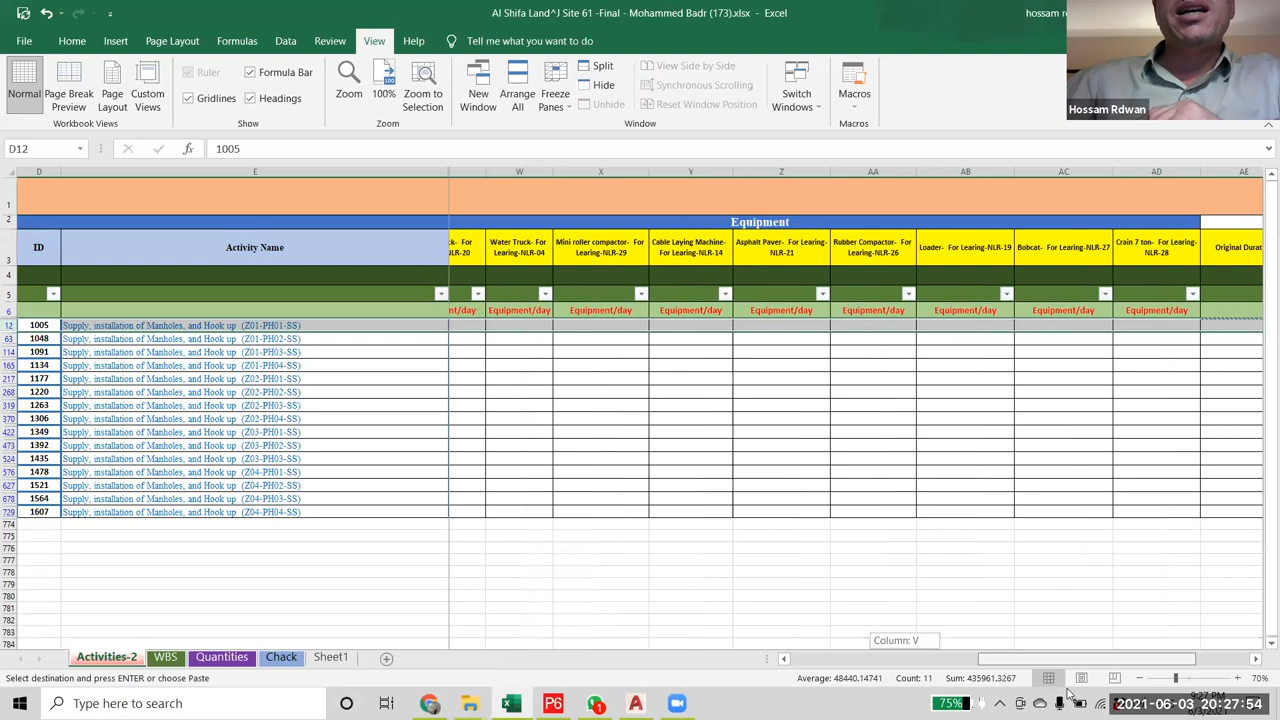 Al Shifa Land^J Site 61 -Final - Mohammed Badr (173).xlsx - Excel
hossam r
File Home Insert Page Layout Formulas Data Review View Help Tell me what you want to do
Normal
Page Break Preview
Page Layout
Custom Views
Workbook Views
Ruler
Formula Bar
Gridlines
Headings
Show
Zoom
100%
Zoom to Selection
Zoom
New Window
Arrange All
Freeze Panes
Split
Hide
Unhide
View Side by Side
Synchronous Scrolling
Reset Window Position
Window
Switch Windows
Macros
Macros
Hossam Rdwan
D12 fx 1005
D E W X Y Z AA AB AC AD AE
1
2 Equipment
3 ID Activity Name k- For NLR-20 Water Truck- For Learing-NLR-04 Mini roller compactor- For Learing-NLR-29 Cable Laying Machine- For Learing-NLR-14 Asphalt Paver- For Learing-NLR-21 Rubber Compactor- For Learing-NLR-26 Loader- For Learing-NLR-19 Bobcat- For Learing-NLR-27 Crain 7 ton- For Learing-NLR-28 Original Durat
4
5
6 nt/day Equipment/day Equipment/day Equipment/day Equipment/day Equipment/day Equipment/day Equipment/day Equipment/day
12 1005 Supply, installation of Manholes, and Hook up (Z01-PH01-SS)
63 1048 Supply, installation of Manholes, and Hook up (Z01-PH02-SS)
114 1091 Supply, installation of Manholes, and Hook up (Z01-PH03-SS)
165 1134 Supply, installation of Manholes, and Hook up (Z01-PH04-SS)
217 1177 Supply, installation of Manholes, and Hook up (Z02-PH01-SS)
268 1220 Supply, installation of Manholes, and Hook up (Z02-PH02-SS)
319 1263 Supply, installation of Manholes, and Hook up (Z02-PH03-SS)
370 1306 Supply, installation of Manholes, and Hook up (Z02-PH04-SS)
422 1349 Supply, installation of Manholes, and Hook up (Z03-PH01-SS)
473 1392 Supply, installation of Manholes, and Hook up (Z03-PH02-SS)
524 1435 Supply, installation of Manholes, and Hook up (Z03-PH03-SS)
576 1478 Supply, installation of Manholes, and Hook up (Z04-PH01-SS)
627 1521 Supply, installation of Manholes, and Hook up (Z04-PH02-SS)
678 1564 Supply, installation of Manholes, and Hook up (Z04-PH03-SS)
729 1607 Supply, installation of Manholes, and Hook up (Z04-PH04-SS)
774
775
776
777
778
779
780
781
782
783
784
Column: V
Activities-2 WBS Quantities Chack Sheet1
Select destination and press ENTER or choose Paste Average: 48440.14741 Count: 11 Sum: 435961.3267 70%
Type here to search P6 1 A 75% 9:27 PM
2021-06-03 20:27:54